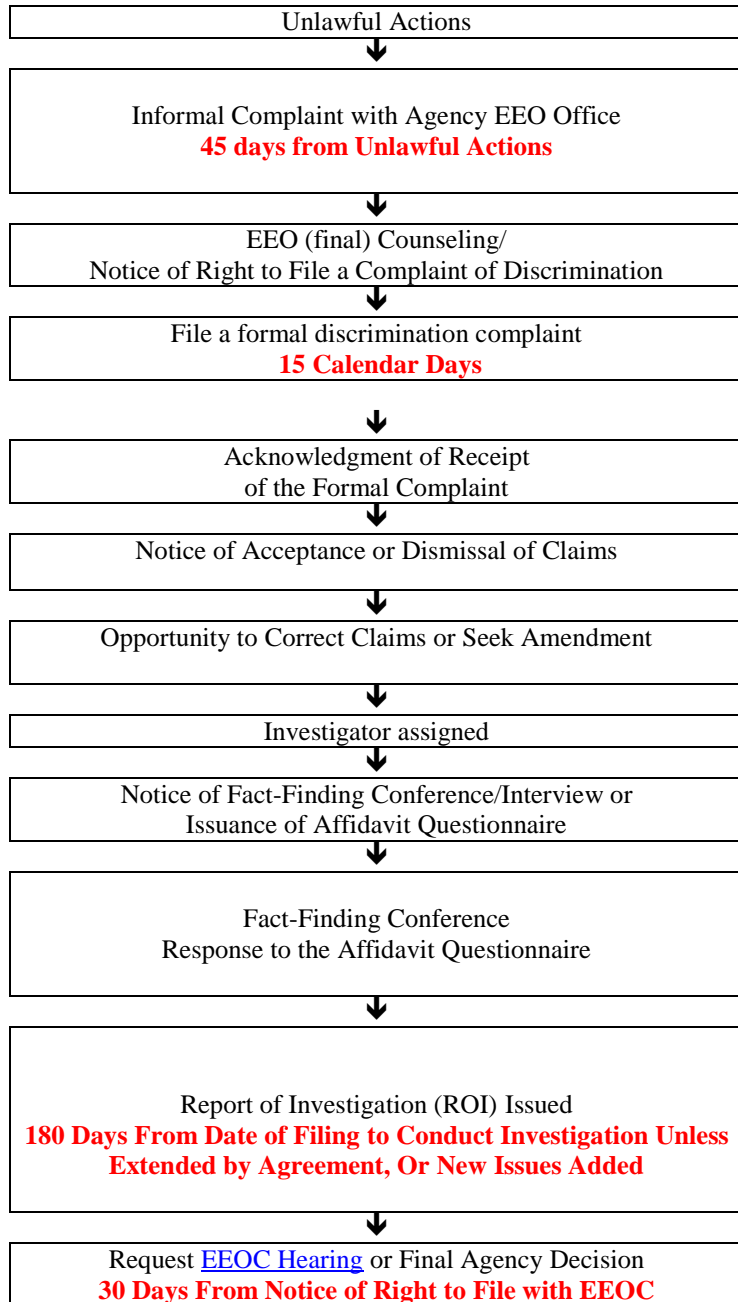 Unlawful Actions
Informal Complaint with Agency EEO Office
45 days from Unlawful Actions
EEO (final) Counseling/
Notice of Right to File a Complaint of Discrimination
File a formal discrimination complaint
15 Calendar Days
Acknowledgment of Receipt
of the Formal Complaint
Notice of Acceptance or Dismissal of Claims
Opportunity to Correct Claims or Seek Amendment
Investigator assigned
Notice of Fact-Finding Conference/Interview or
Issuance of Affidavit Questionnaire
Fact-Finding Conference
Response to the Affidavit Questionnaire
Report of Investigation (ROI) Issued
180 Days From Date of Filing to Conduct Investigation Unless
Extended by Agreement, Or New Issues Added
Request EEOC Hearing or Final Agency Decision
30 Days From Notice of Right to File with EEOC